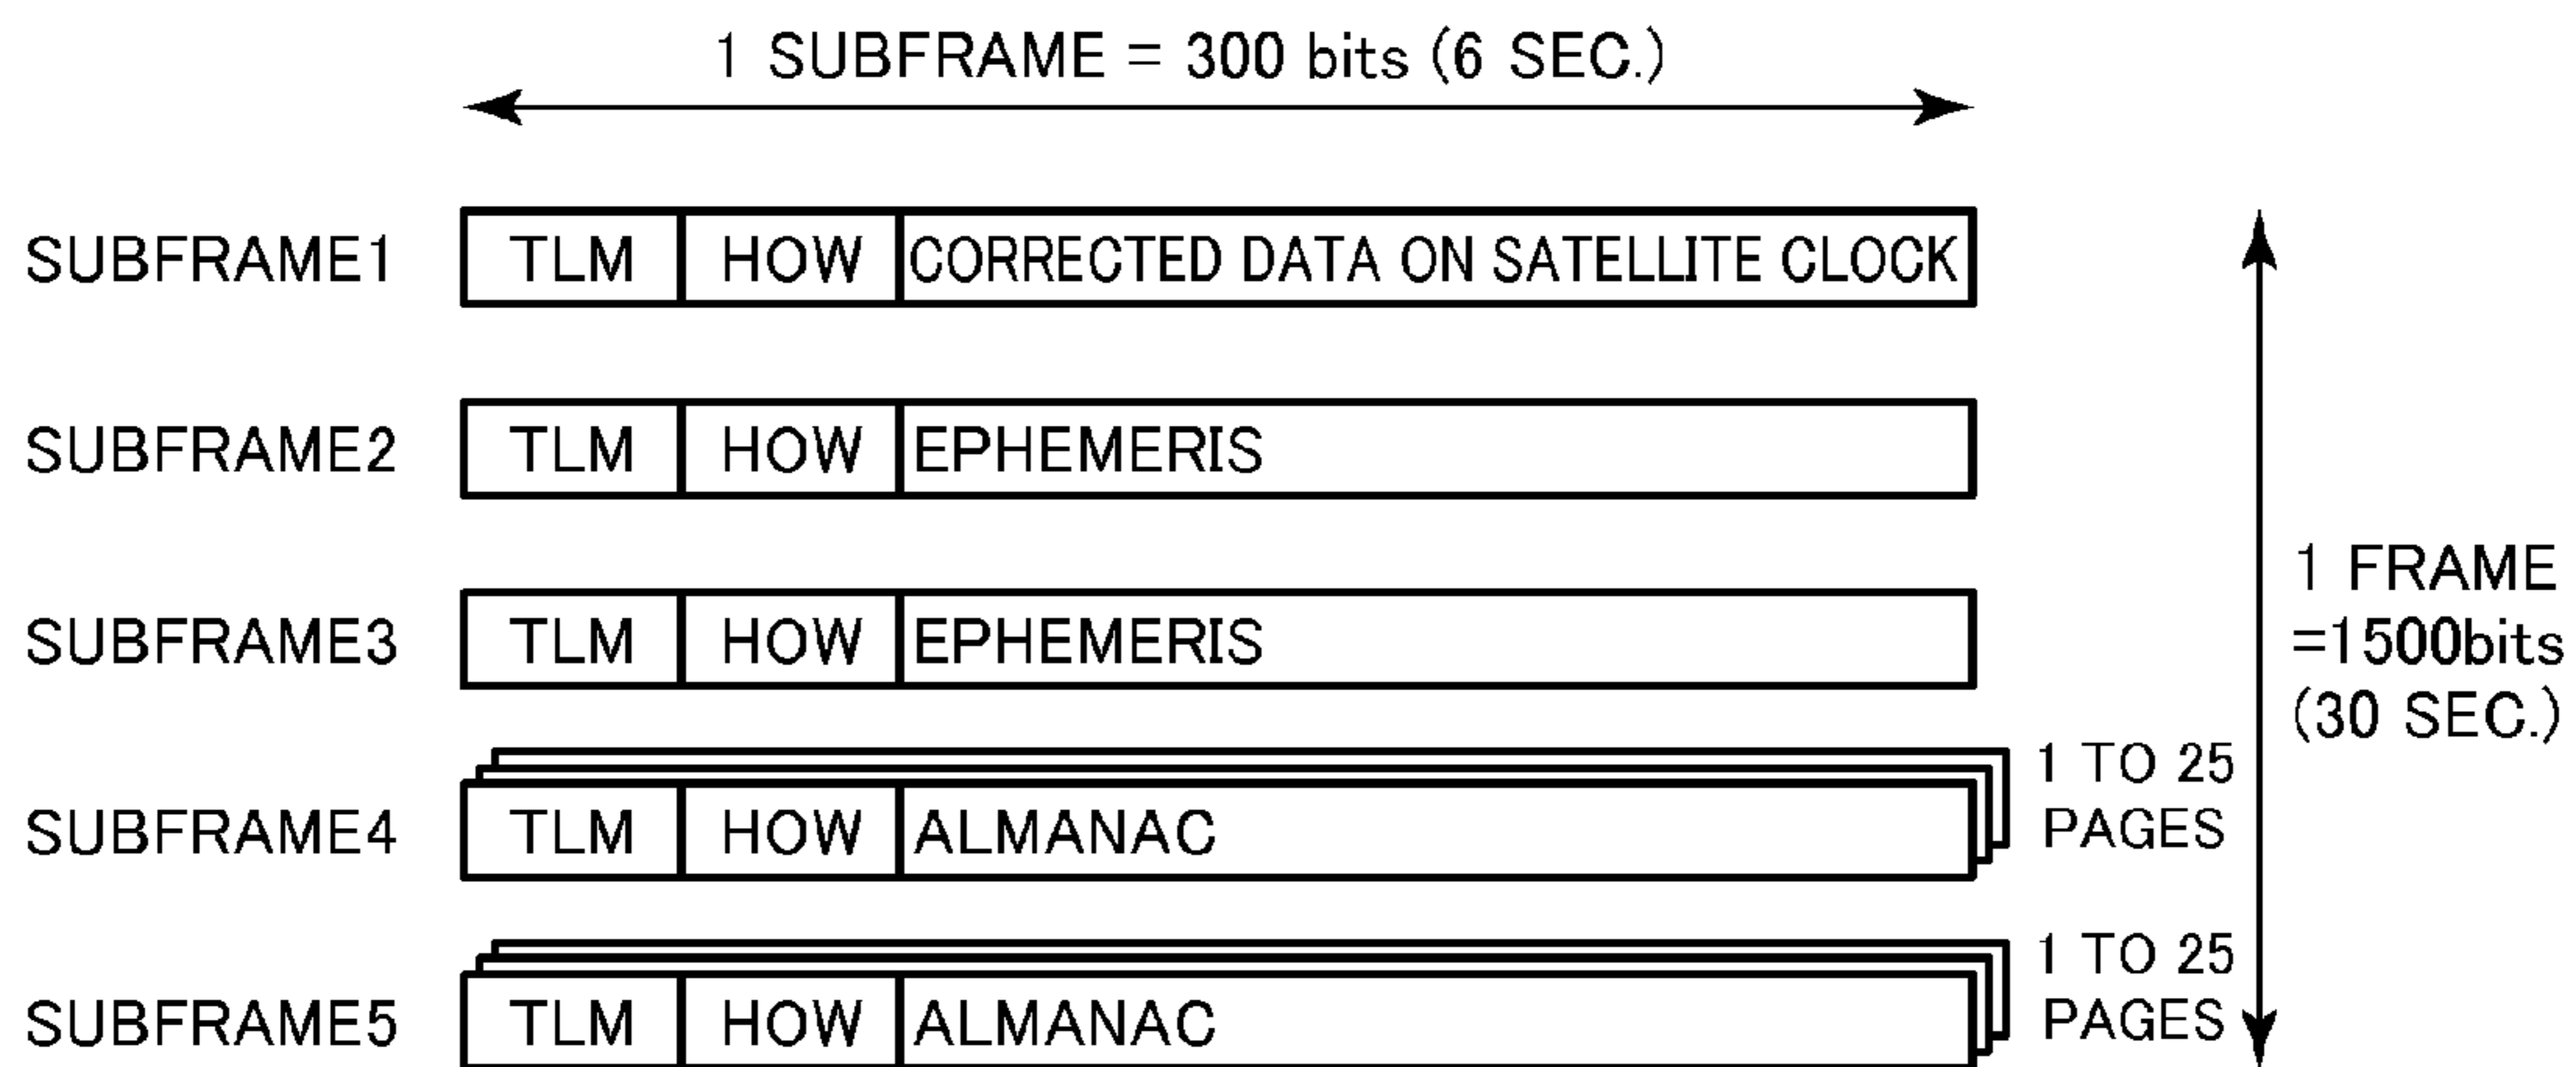 1 SUBFRAME = 300 bits (6 SEC.)
SUBFRAME1 TLM HOW CORRECTED DATA ON SATELLITE CLOCK
SUBFRAME2 TLM HOW EPHEMERIS
SUBFRAME3 TLM HOW EPHEMERIS
1 FRAME
=1500bits
(30 SEC.)
SUBFRAME4 TLM HOW ALMANAC
1 TO 25
PAGES
SUBFRAME5 TLM HOW ALMANAC
1 TO 25
PAGES